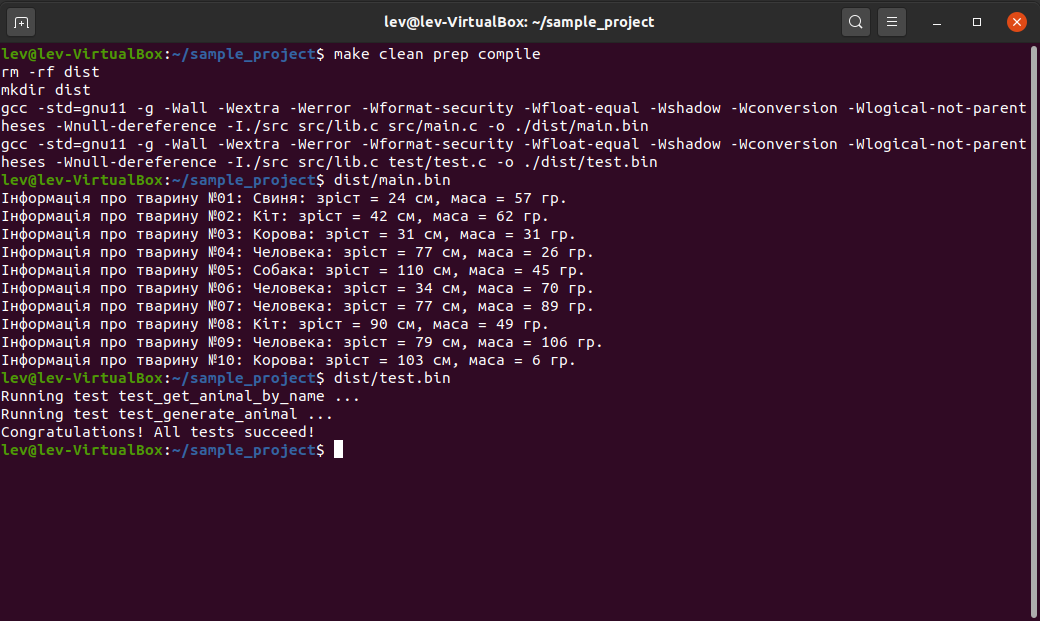 lev@lev-VirtualBox: ~/sample_project
lev@lev-VirtualBox:~/sample_project$ make clean prep compile
rm -rf dist
mkdir dist
gcc -std=gnu11 -g -Wall -Wextra -Werror -Wformat-security -Wfloat-equal -Wshadow -Wconversion -Wlogical-not-parent
heses -Wnull-dereference -I./src src/lib.c src/main.c -o ./dist/main.bin
gcc -std=gnu11 -g -Wall -Wextra -Werror -Wformat-security -Wfloat-equal -Wshadow -Wconversion -Wlogical-not-parent
heses -Wnull-dereference -I./src src/lib.c test/test.c -o ./dist/test.bin
lev@lev-VirtualBox:~/sample_project$ dist/main.bin
Інформація про тварину №01: Свиня: зріст = 24 см, маса = 57 гр.
Інформація про тварину №02: Кіт: зріст = 42 см, маса = 62 гр.
Інформація про тварину №03: Корова: зріст = 31 см, маса = 31 гр.
Інформація про тварину №04: Человека: зріст = 77 см, маса = 26 гр.
Інформація про тварину №05: Собака: зріст = 110 см, маса = 45 гр.
Інформація про тварину №06: Человека: зріст = 34 см, маса = 70 гр.
Інформація про тварину №07: Человека: зріст = 77 см, маса = 89 гр.
Інформація про тварину №08: Кіт: зріст = 90 см, маса = 49 гр.
Інформація про тварину №09: Человека: зріст = 79 см, маса = 106 гр.
Інформація про тварину №10: Корова: зріст = 103 см, маса = 6 гр.
lev@lev-VirtualBox:~/sample_project$ dist/test.bin
Running test test_get_animal_by_name ...
Running test test_generate_animal ...
Congratulations! All tests succeed!
lev@lev-VirtualBox:~/sample_project$